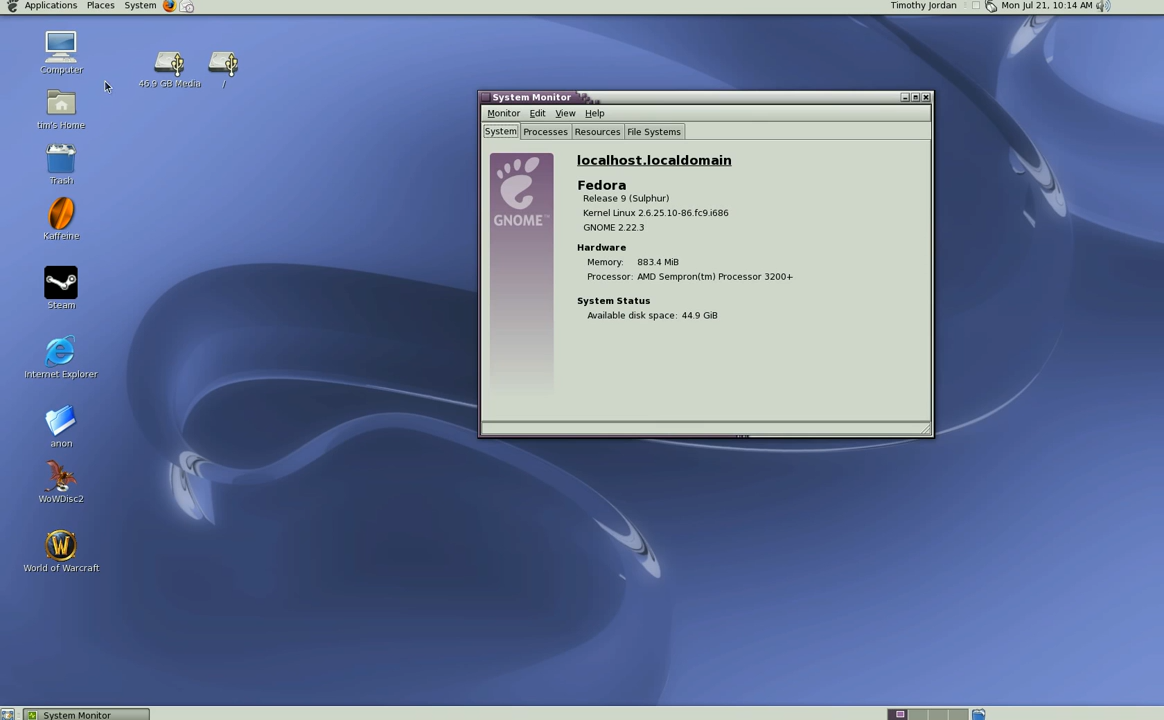 Applications Places System
Timothy Jordan
Mon Jul 21, 10:14 AM
Computer
46.9 GB Media
/
tim's Home
Trash
Kaffeine
Steam
Internet Explorer
anon
WoWDisc2
World of Warcraft
System Monitor
Monitor Edit View Help
System Processes Resources File Systems
GNOME™
localhost.localdomain
Fedora
Release 9 (Sulphur)
Kernel Linux 2.6.25.10-86.fc9.i686
GNOME 2.22.3
Hardware
Memory: 883.4 MiB
Processor: AMD Sempron(tm) Processor 3200+
System Status
Available disk space: 44.9 GiB
System Monitor